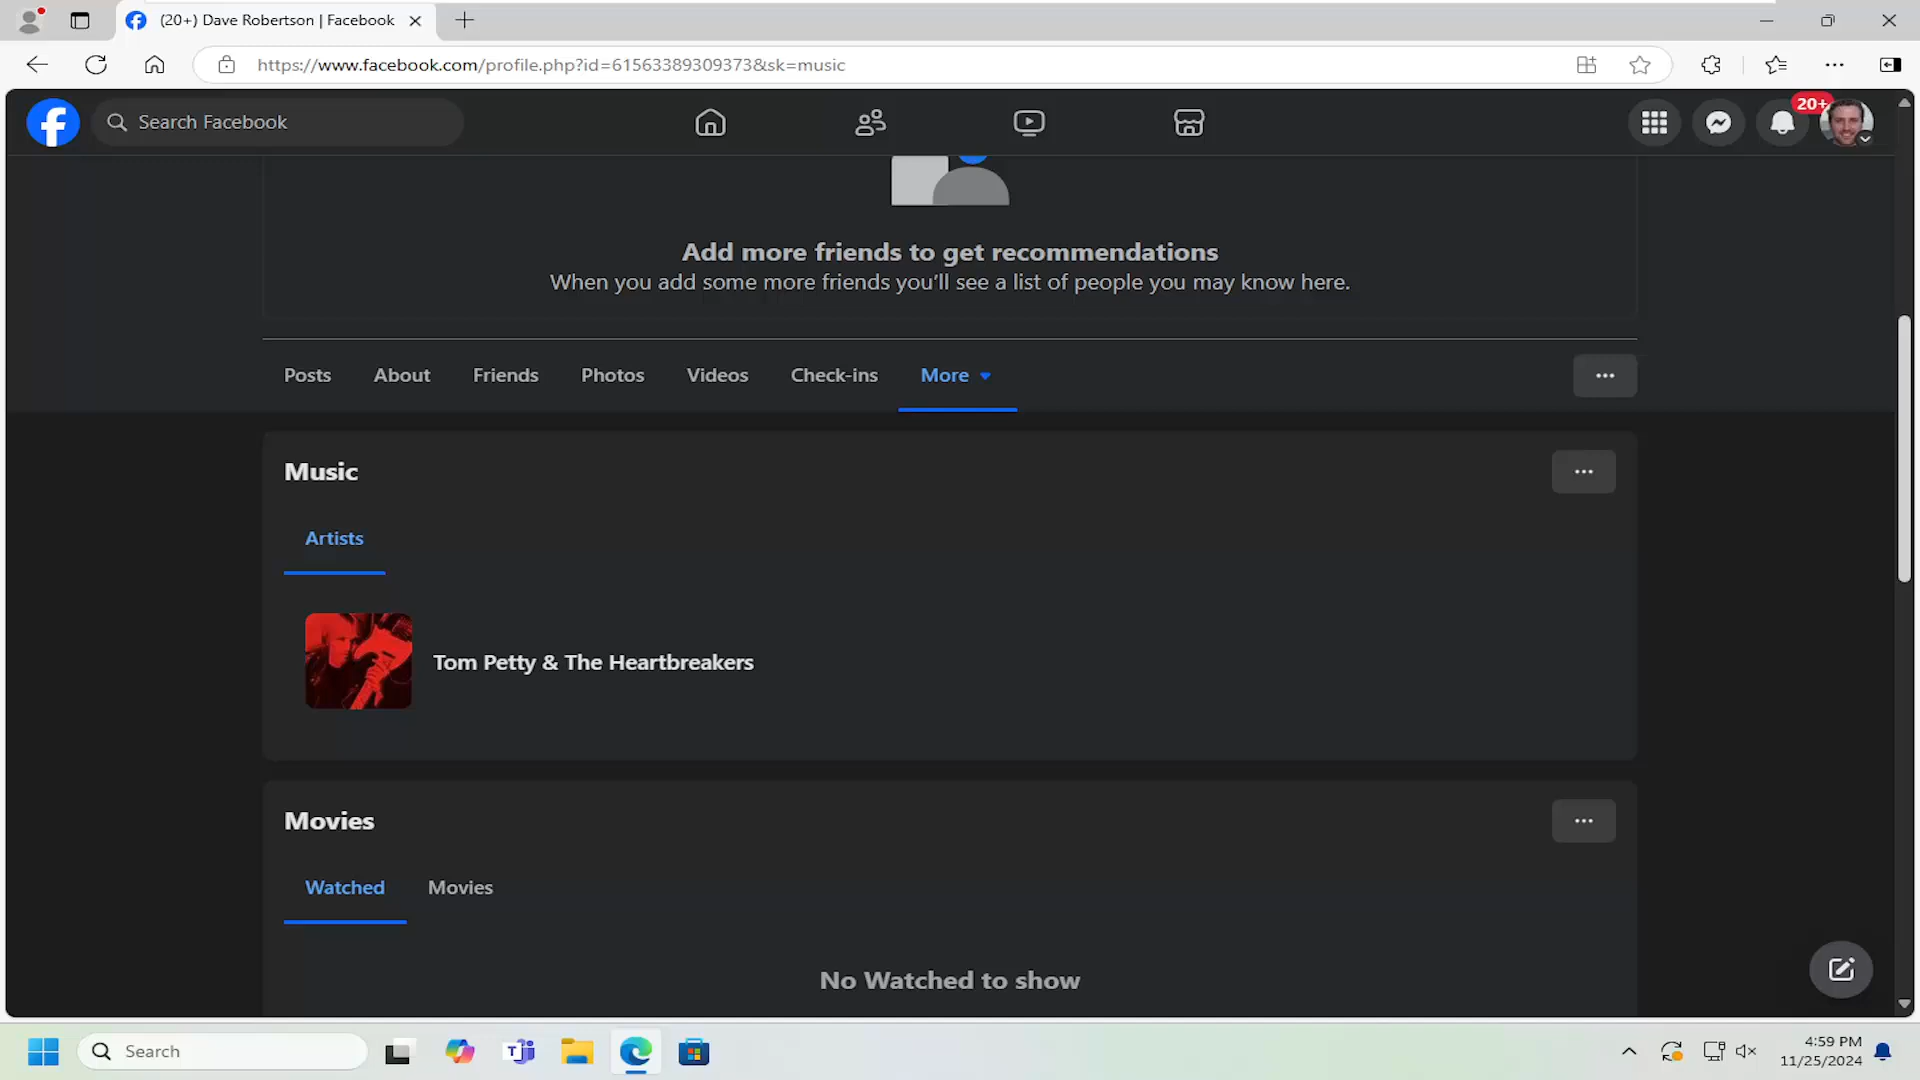 (20+) Dave Robertson | Facebook
https://www.facebook.com/profile.php?id=61563389309373&sk=music
Search Facebook
20+
Add more friends to get recommendations
When you add some more friends you'll see a list of people you may know here.
Posts About Friends Photos Videos Check-ins More
Music
Artists
Tom Petty & The Heartbreakers
Movies
Watched Movies
No Watched to show
Search
4:59 PM
11/25/2024